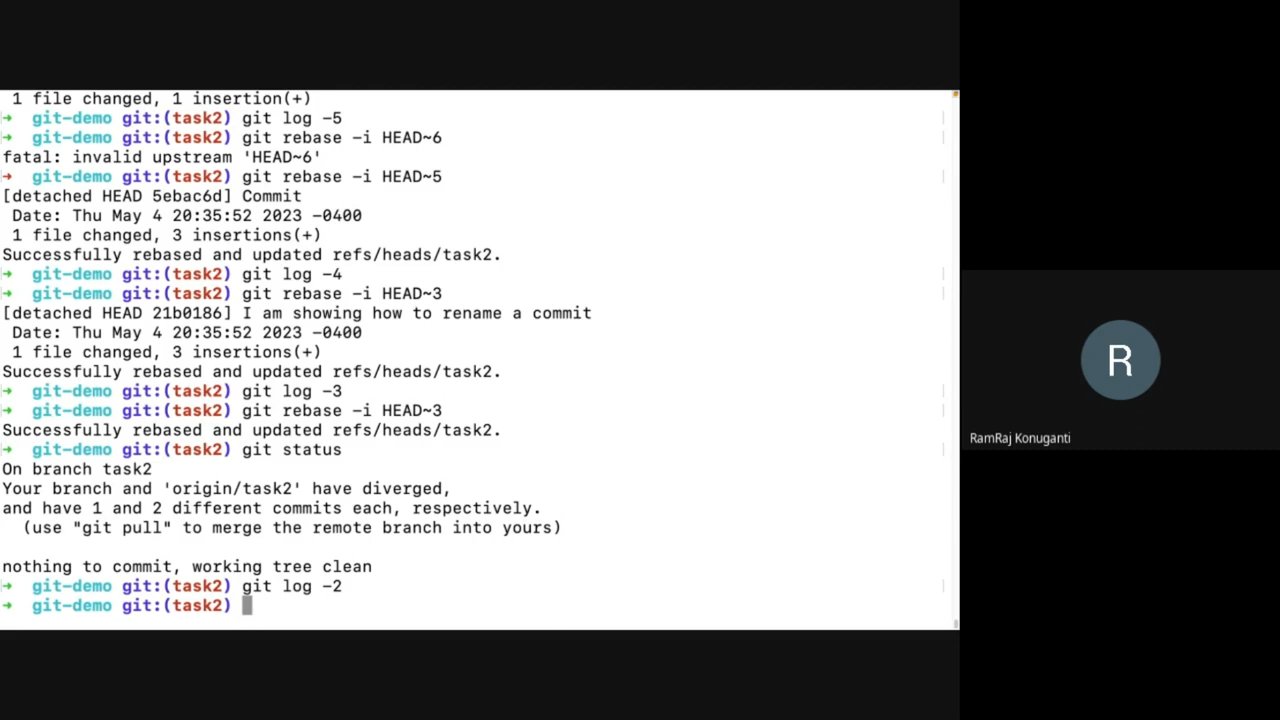 1 file changed, 1 insertion(+)
→ git-demo git:(task2) git log -5
→ git-demo git:(task2) git rebase -i HEAD~6
fatal: invalid upstream 'HEAD~6'
→ git-demo git:(task2) git rebase -i HEAD~5
[detached HEAD 5ebac6d] Commit
Date: Thu May 4 20:35:52 2023 -0400
1 file changed, 3 insertions(+)
Successfully rebased and updated refs/heads/task2.
→ git-demo git:(task2) git log -4
→ git-demo git:(task2) git rebase -i HEAD~3
[detached HEAD 21b0186] I am showing how to rename a commit
Date: Thu May 4 20:35:52 2023 -0400
1 file changed, 3 insertions(+)
Successfully rebased and updated refs/heads/task2.
→ git-demo git:(task2) git log -3
→ git-demo git:(task2) git rebase -i HEAD~3
Successfully rebased and updated refs/heads/task2.
→ git-demo git:(task2) git status
On branch task2
Your branch and 'origin/task2' have diverged,
and have 1 and 2 different commits each, respectively.
(use "git pull" to merge the remote branch into yours)
nothing to commit, working tree clean
→ git-demo git:(task2) git log -2
→ git-demo git:(task2)
R
RamRaj Konuganti